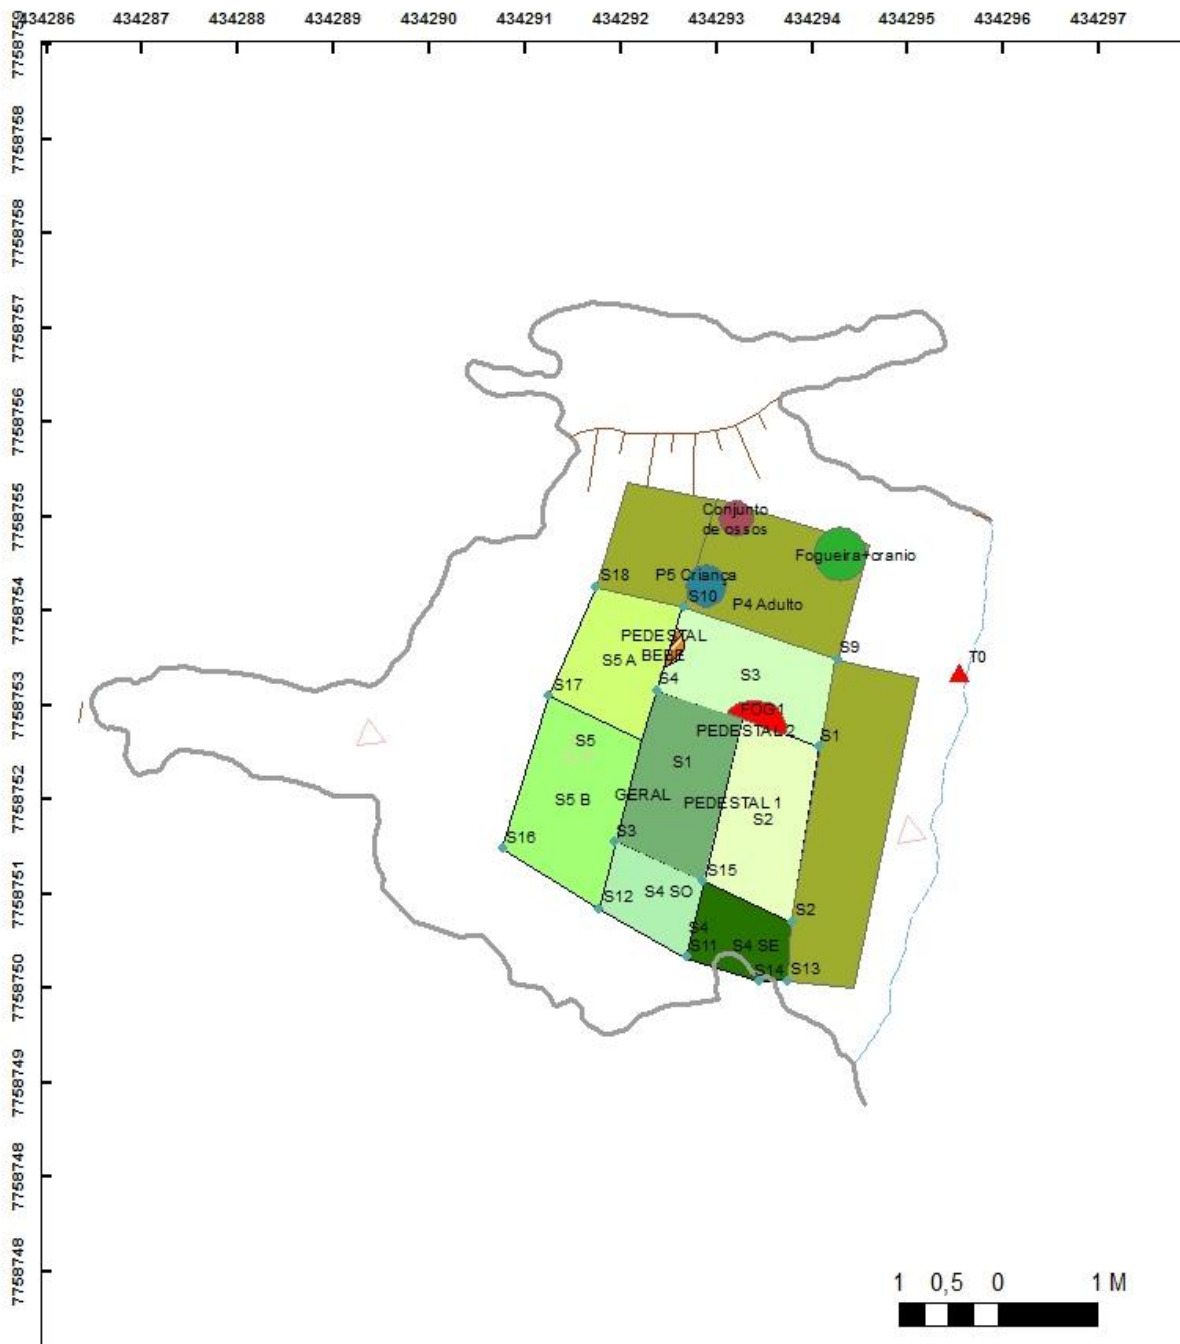 434286 434287 434288 434289 434290 434291 434292 434293 434294 434295 434296 434297
7758759
7758758
7758758
7758757
7758756
7758755
7758754
7758753
7758752
7758751
7758750
7758749
7758748
7758748
Conjunto
de ossos
Fogueira+cranio
P5 Criança
S18
S10
P4 Adulto
PEDESTAL
BEBE
S5 A
S9
T0
S3
S17
S4
FOG 1
PEDESTAL 2
S1
S5
S1
S5 B
GERAL
PEDESTAL 1
S2
S16
S3
S15
S4 SO
S12
S2
S4
S11
S4 SE
S14
S13
1 0,5 0 1 M